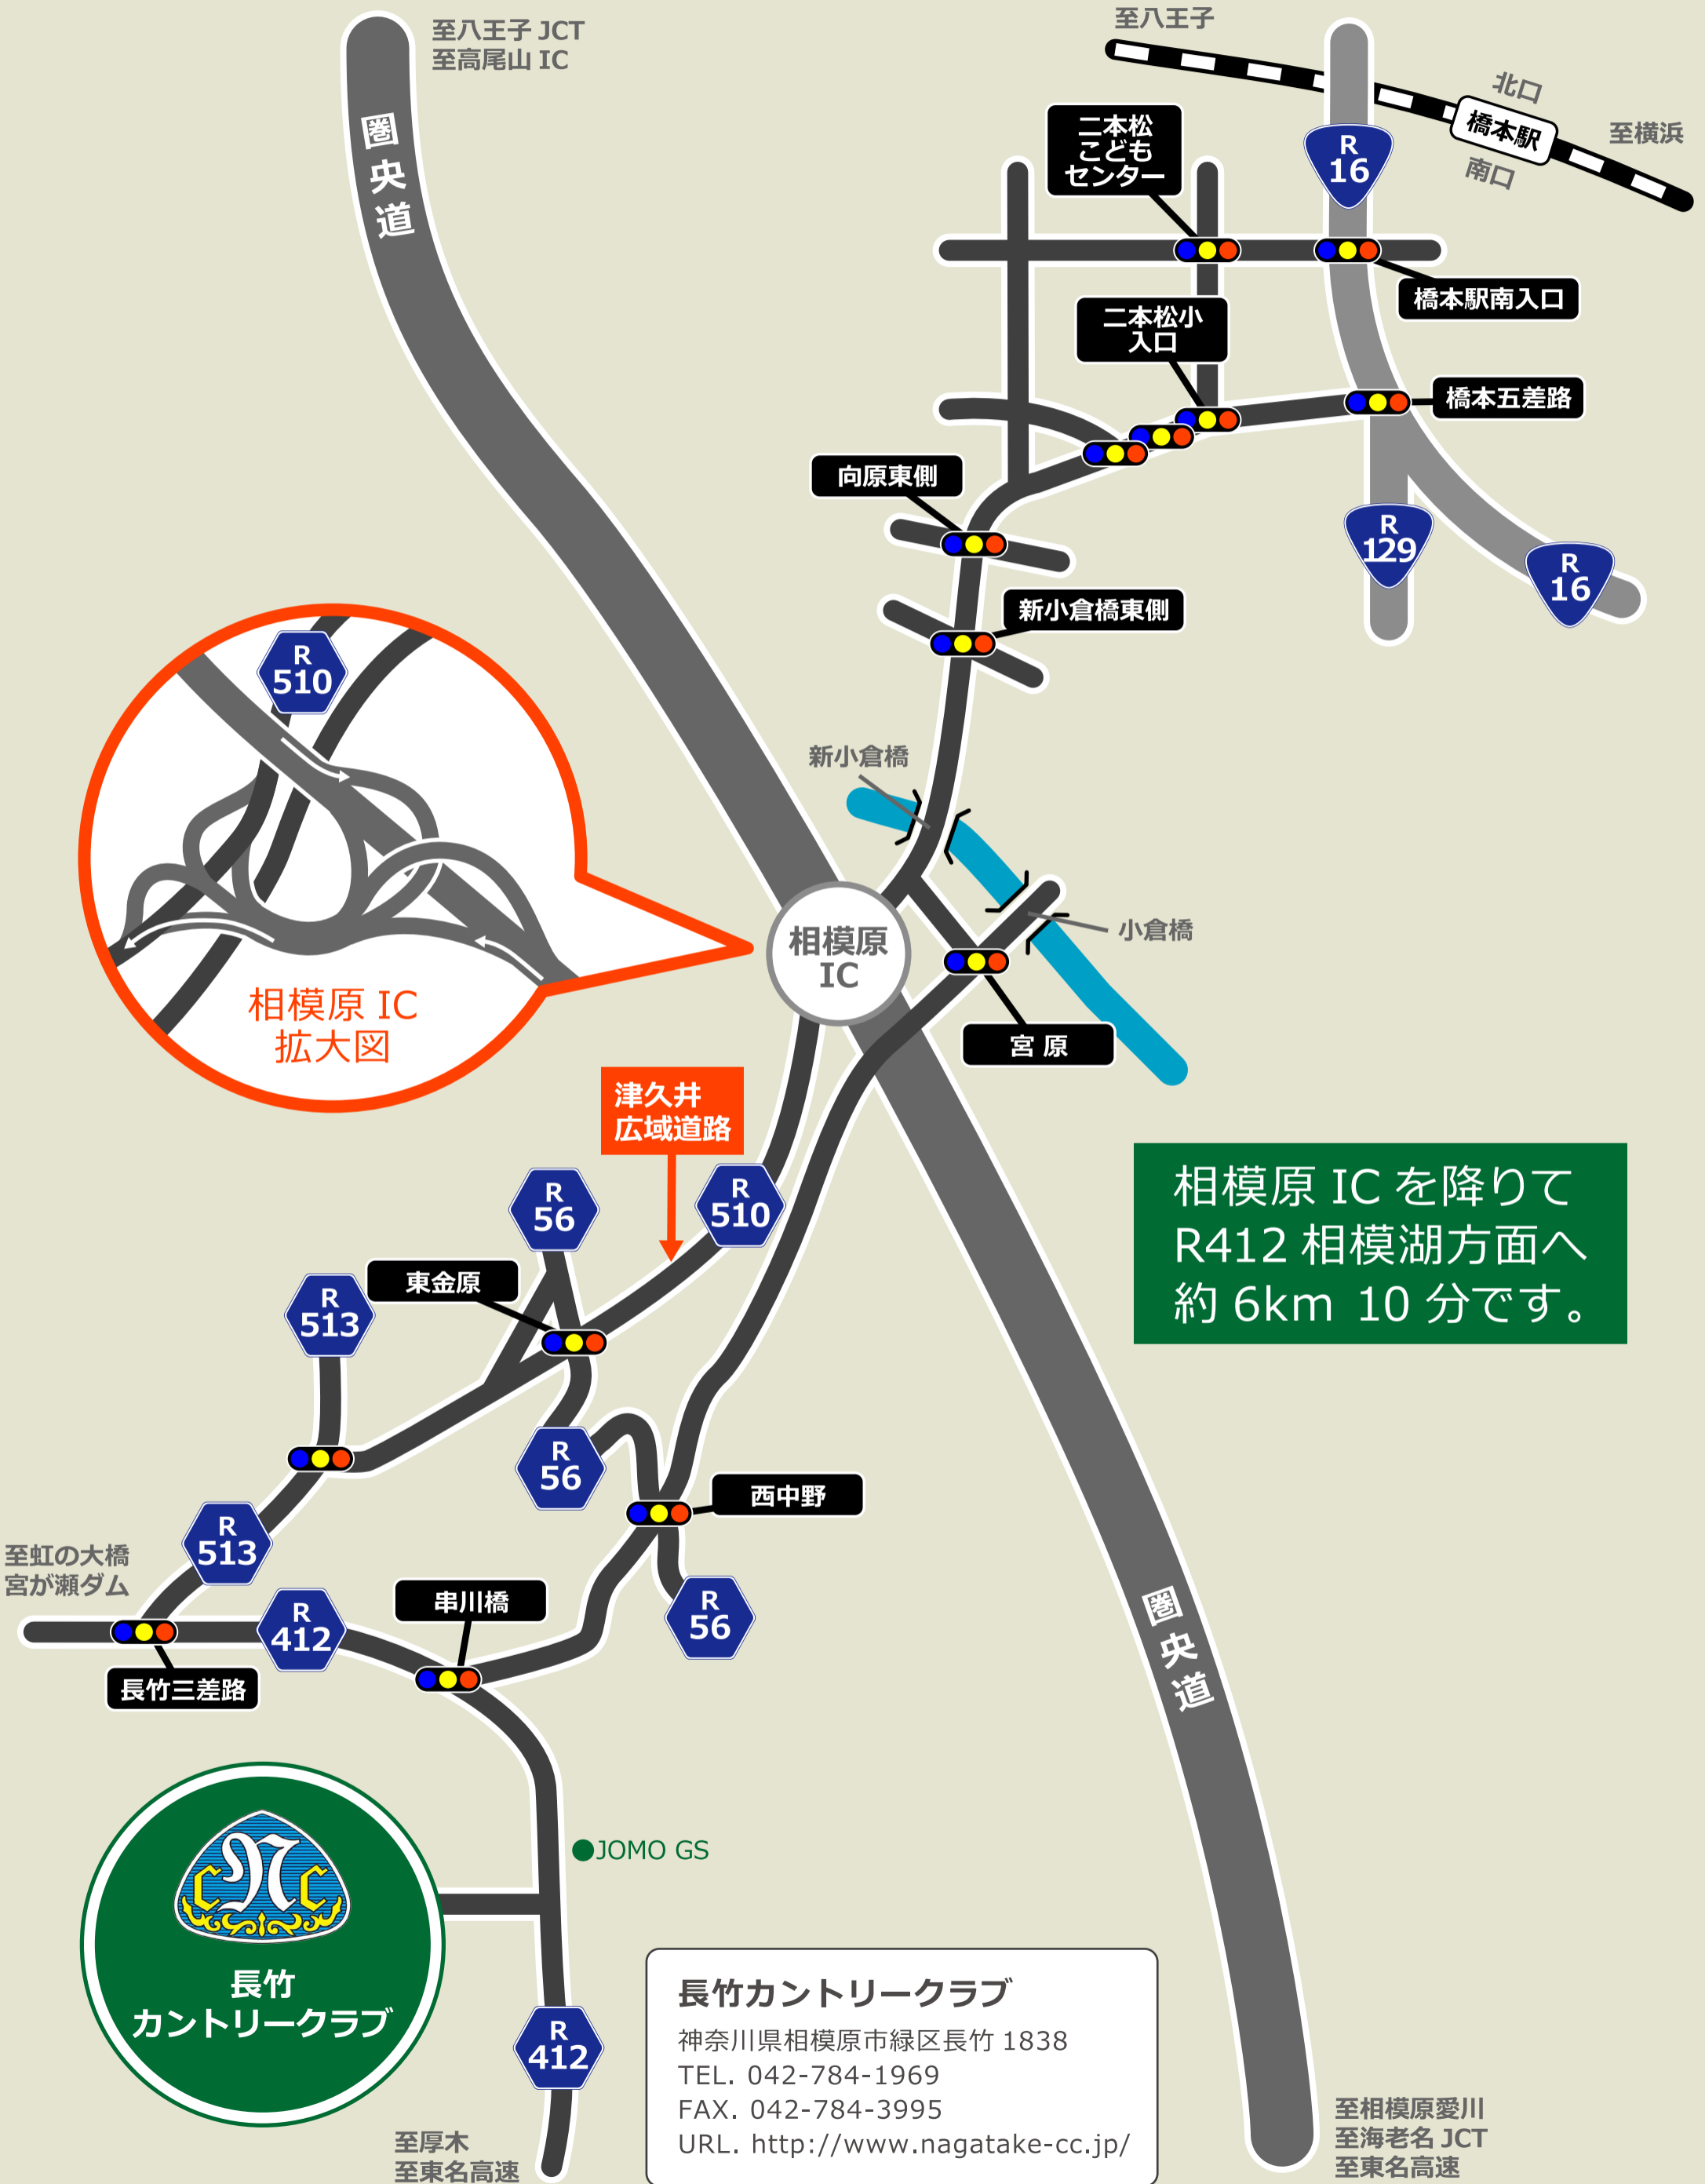 至八王子 JCT
至高尾山 IC
圏央道
至八王子
北口
橋本駅
南口
至横浜
R
16
二本松
こども
センター
橋本駅南入口
二本松小
入口
橋本五差路
向原東側
R
129
R
16
新小倉橋東側
R
510
新小倉橋
小倉橋
相模原
IC
相模原 IC
拡大図
宮 原
津久井
広域道路
相模原 IC を降りて
R412 相模湖方面へ
約 6km 10 分です。
R
56
R
510
東金原
R
513
R
56
西中野
R
513
至虹の大橋
宮が瀬ダム
R
412
串川橋
R
56
長竹三差路
圏央道
JOMO GS
N
C C
長竹
カントリークラブ
R
412
長竹カントリークラブ
神奈川県相模原市緑区長竹 1838
TEL. 042-784-1969
FAX. 042-784-3995
URL. http://www.nagatake-cc.jp/
至厚木
至東名高速
至相模原愛川
至海老名 JCT
至東名高速